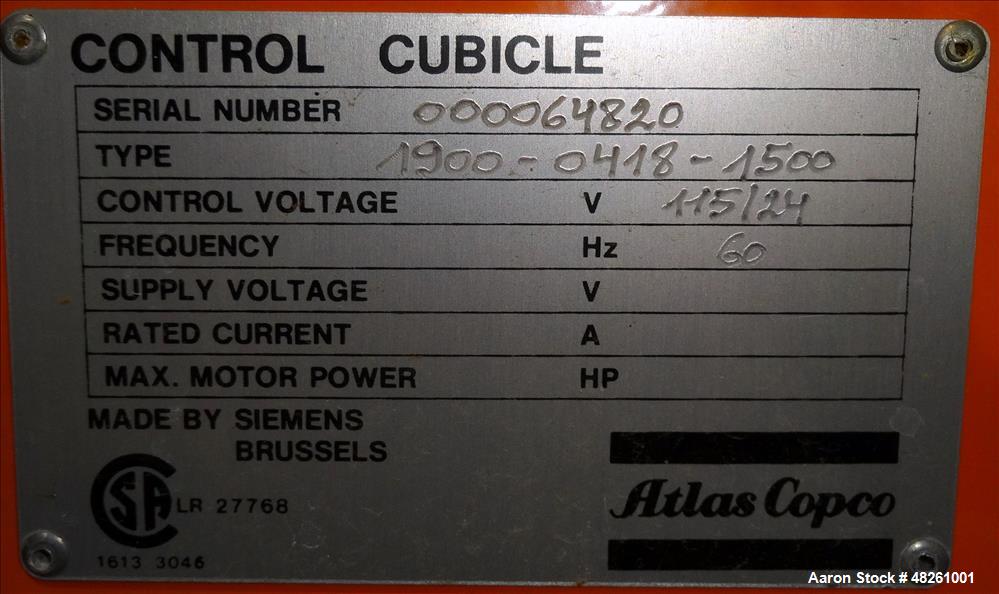 CONTROL CUBICLE
SERIAL NUMBER 000064820
TYPE 1900-0418-1500
CONTROL VOLTAGE V 115/24
FREQUENCY Hz 60
SUPPLY VOLTAGE V
RATED CURRENT A
MAX. MOTOR POWER HP
MADE BY SIEMENS
BRUSSELS
SA LR 27768
1613 3046
Atlas Copco
Aaron Stock # 48261001